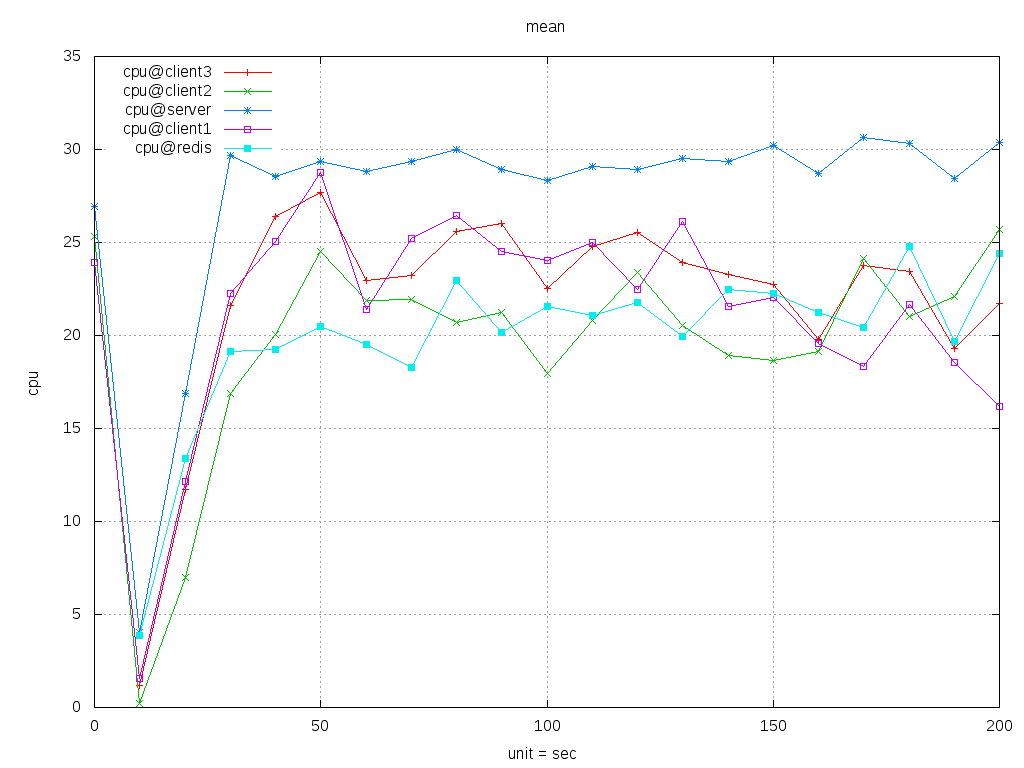 mean
35
30
25
20
15
10
5
0
cpu
cpu@client3
cpu@client2
cpu@server
cpu@client1
cpu@redis
0 50 100 150 200
unit = sec